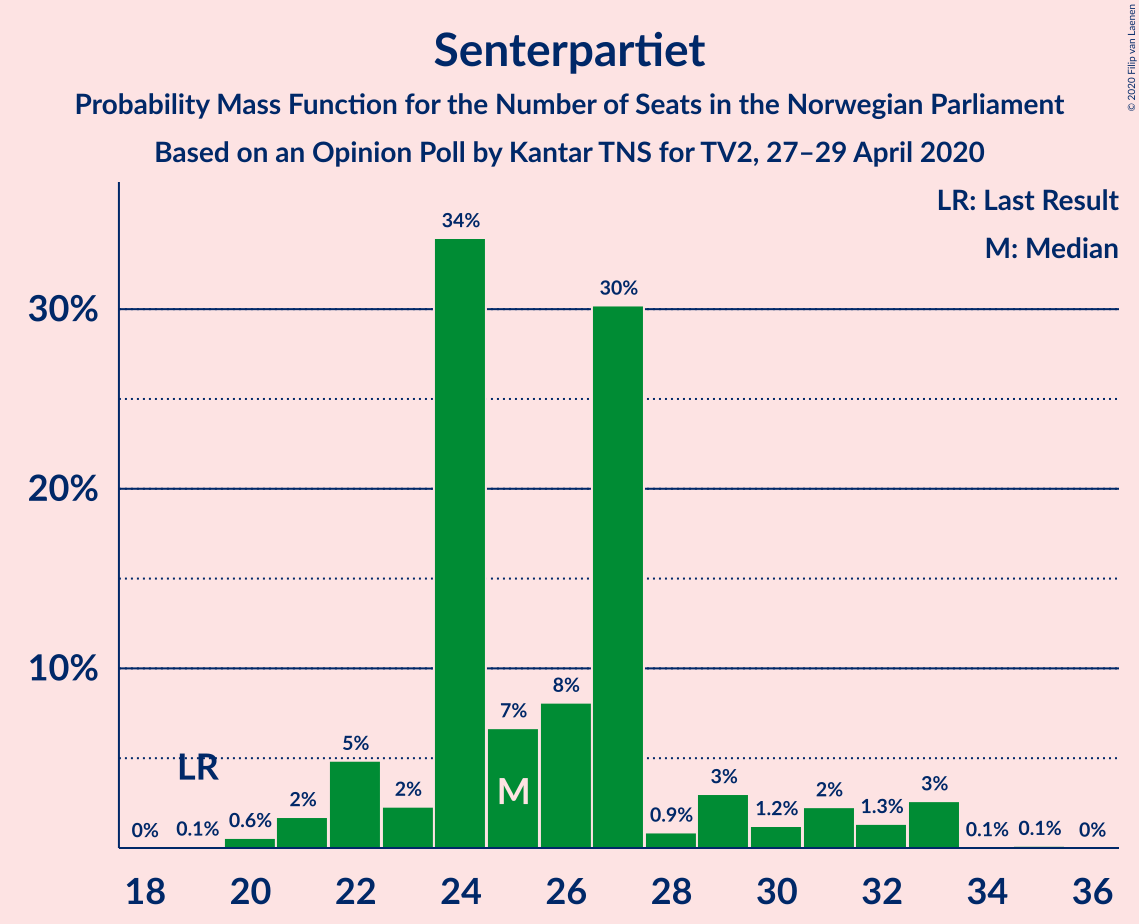 Senterpartiet
Probability Mass Function for the Number of Seats in the Norwegian Parliament
Based on an Opinion Poll by Kantar TNS for TV2, 27–29 April 2020
© 2020 Filip van Laenen
LR: Last Result
M: Median
30%
20%
10%
0%
0.1%
0.6%
2%
5%
2%
34%
7%
8%
30%
0.9%
3%
1.2%
2%
1.3%
3%
0.1%
0.1%
0%
LR
M
18 20 22 24 26 28 30 32 34 36